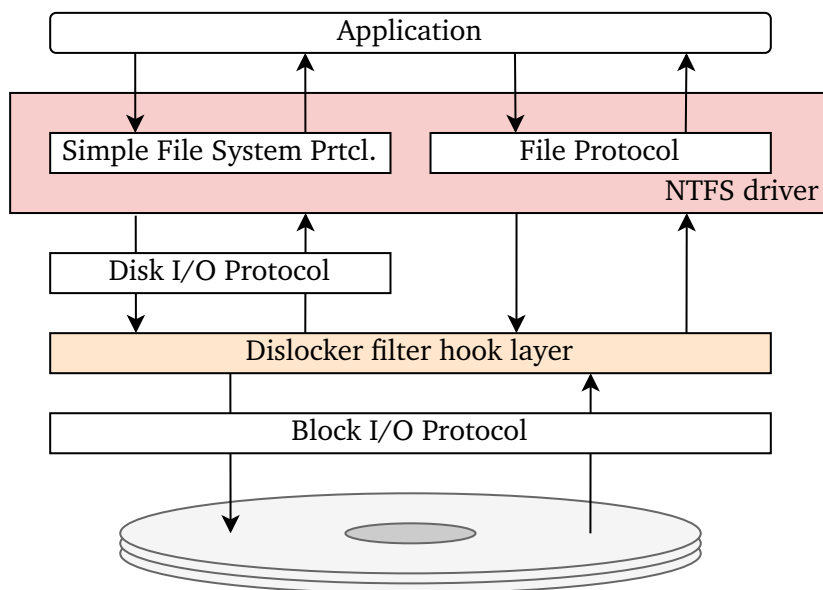 Application
Simple File System Prtcl.
File Protocol
NTFS driver
Disk I/O Protocol
Dislocker filter hook layer
Block I/O Protocol